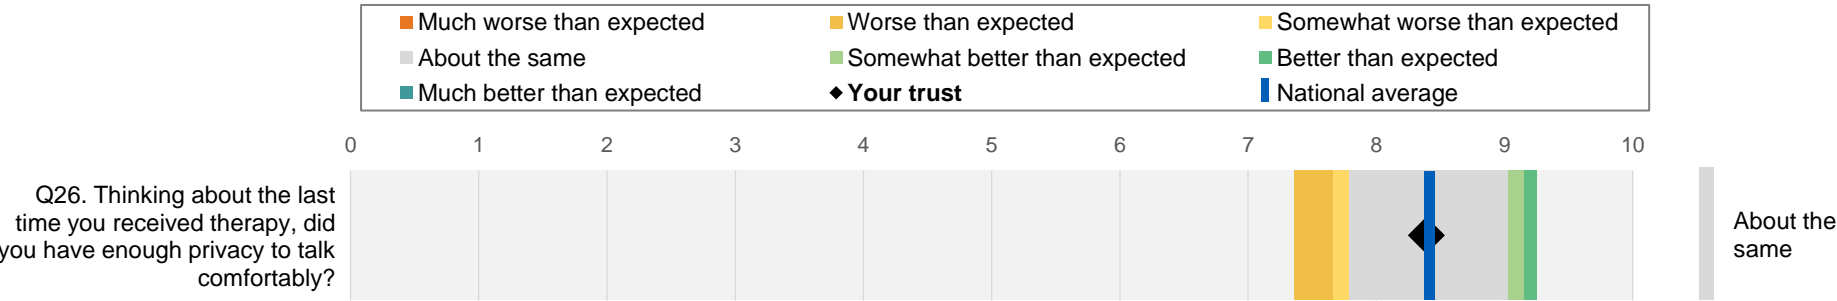 Much worse than expected
Worse than expected
Somewhat worse than expected
About the same
Somewhat better than expected
Better than expected
Much better than expected
Your trust
National average
0 1 2 3 4 5 6 7 8 9 10
Q26. Thinking about the last
time you received therapy, did
you have enough privacy to talk
comfortably?
About the
same